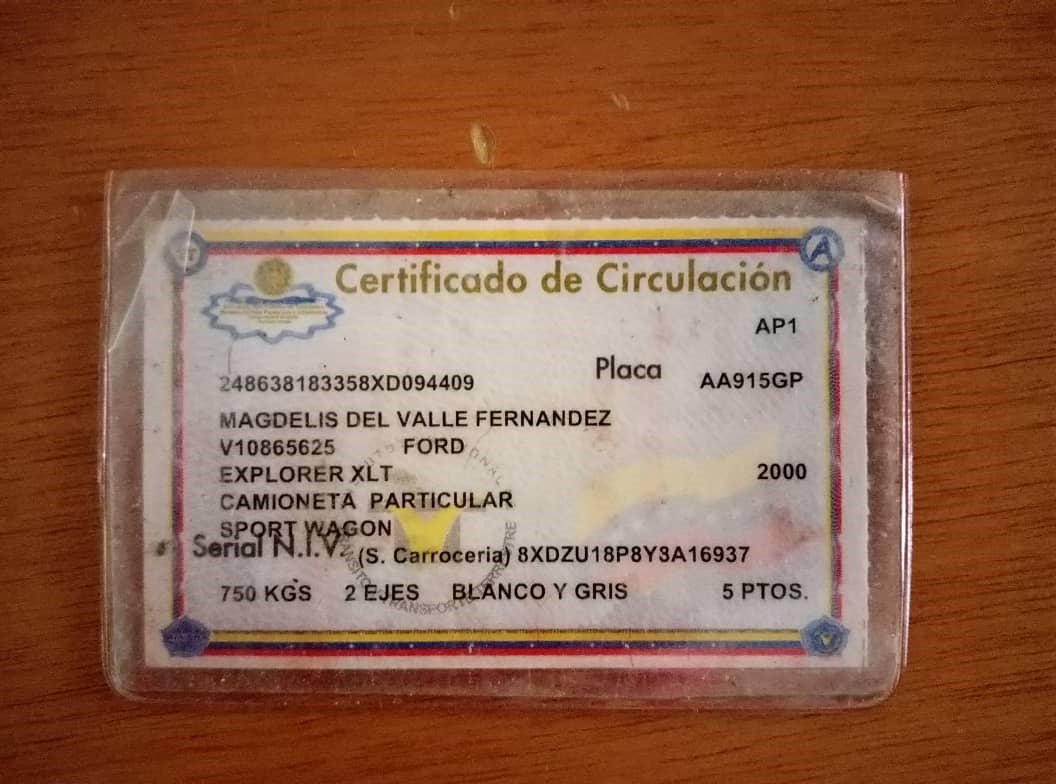 Certificado de Circulación
AP1
Placa AA915GP
248638183358XD094409
MAGDELIS DEL VALLE FERNANDEZ
V10865625 FORD
EXPLORER XLT 2000
CAMIONETA PARTICULAR
SPORT WAGON
Serial N.I.V. (S. Carroceria) 8XDZU18P8Y3A16937
750 KGS 2 EJES BLANCO Y GRIS 5 PTOS.